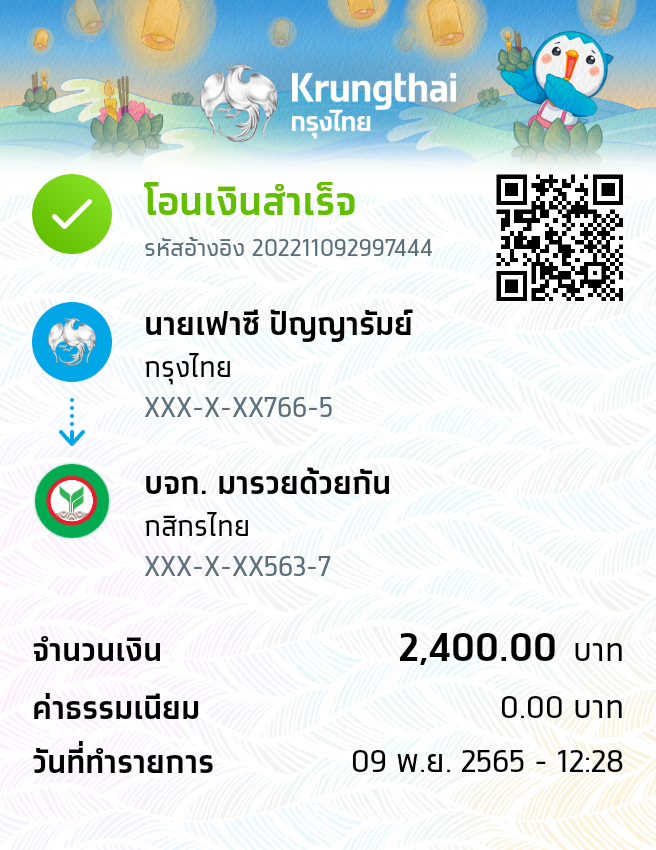 Krungthai
กรุงไทย
โอนเงินสำเร็จ
รหัสอ้างอิง 202211092997444
นายเฟาซี ปัญญารัมย์
กรุงไทย
XXX-X-XX766-5
บจก. มารวยด้วยกัน
กสิกรไทย
XXX-X-XX563-7
จำนวนเงิน 2,400.00 บาท
ค่าธรรมเนียม 0.00 บาท
วันที่ทำรายการ 09 พ.ย. 2565 - 12:28